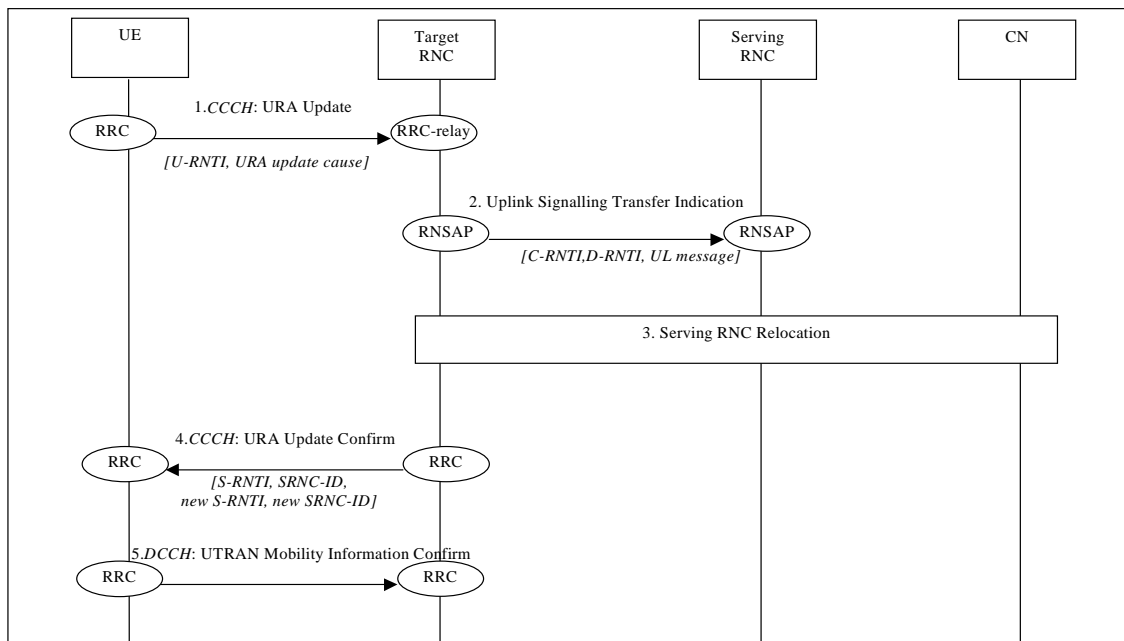 UE
Target
RNC
Serving
RNC
CN
1.CCCH: URA Update
RRC
RRC-relay
[U-RNTI, URA update cause]
2. Uplink Signalling Transfer Indication
RNSAP
RNSAP
[C-RNTI,D-RNTI, UL message]
3. Serving RNC Relocation
4.CCCH: URA Update Confirm
RRC
RRC
[S-RNTI, SRNC-ID,
new S-RNTI, new SRNC-ID]
5.DCCH: UTRAN Mobility Information Confirm
RRC
RRC